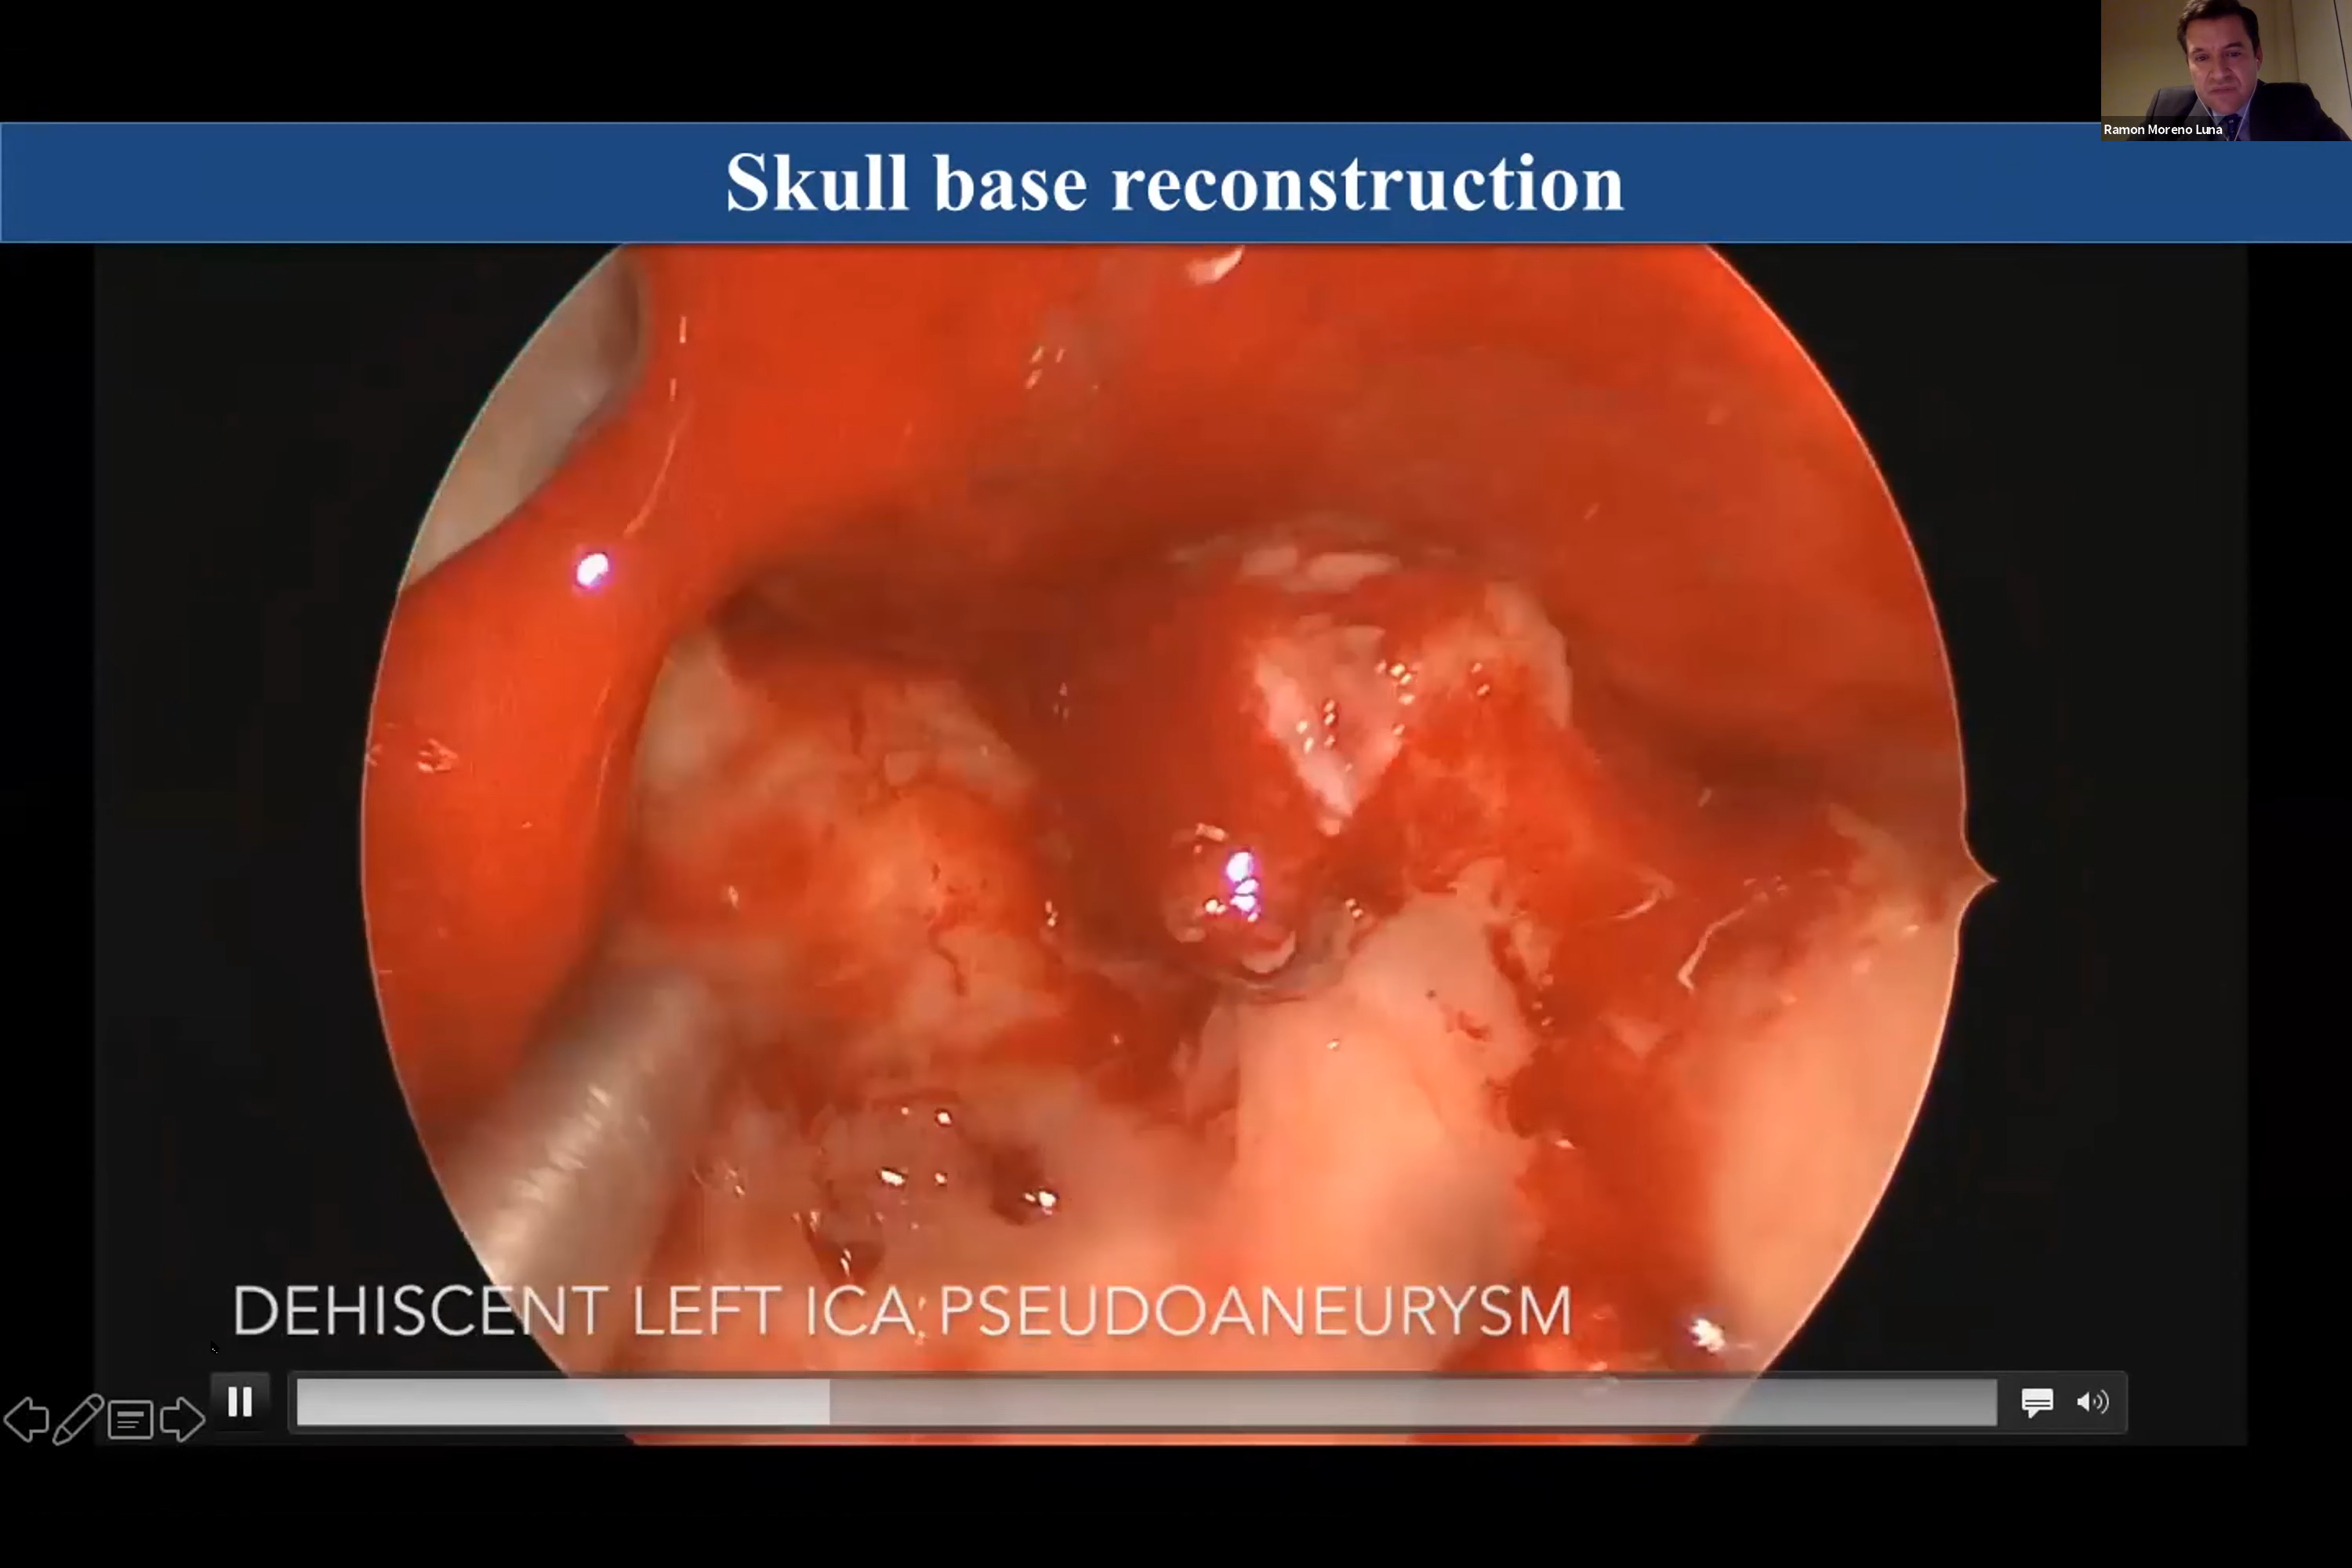 Ramon Moreno Luna
Skull base reconstruction
DEHISCENT LEFT ICA PSEUDOANEURYSM